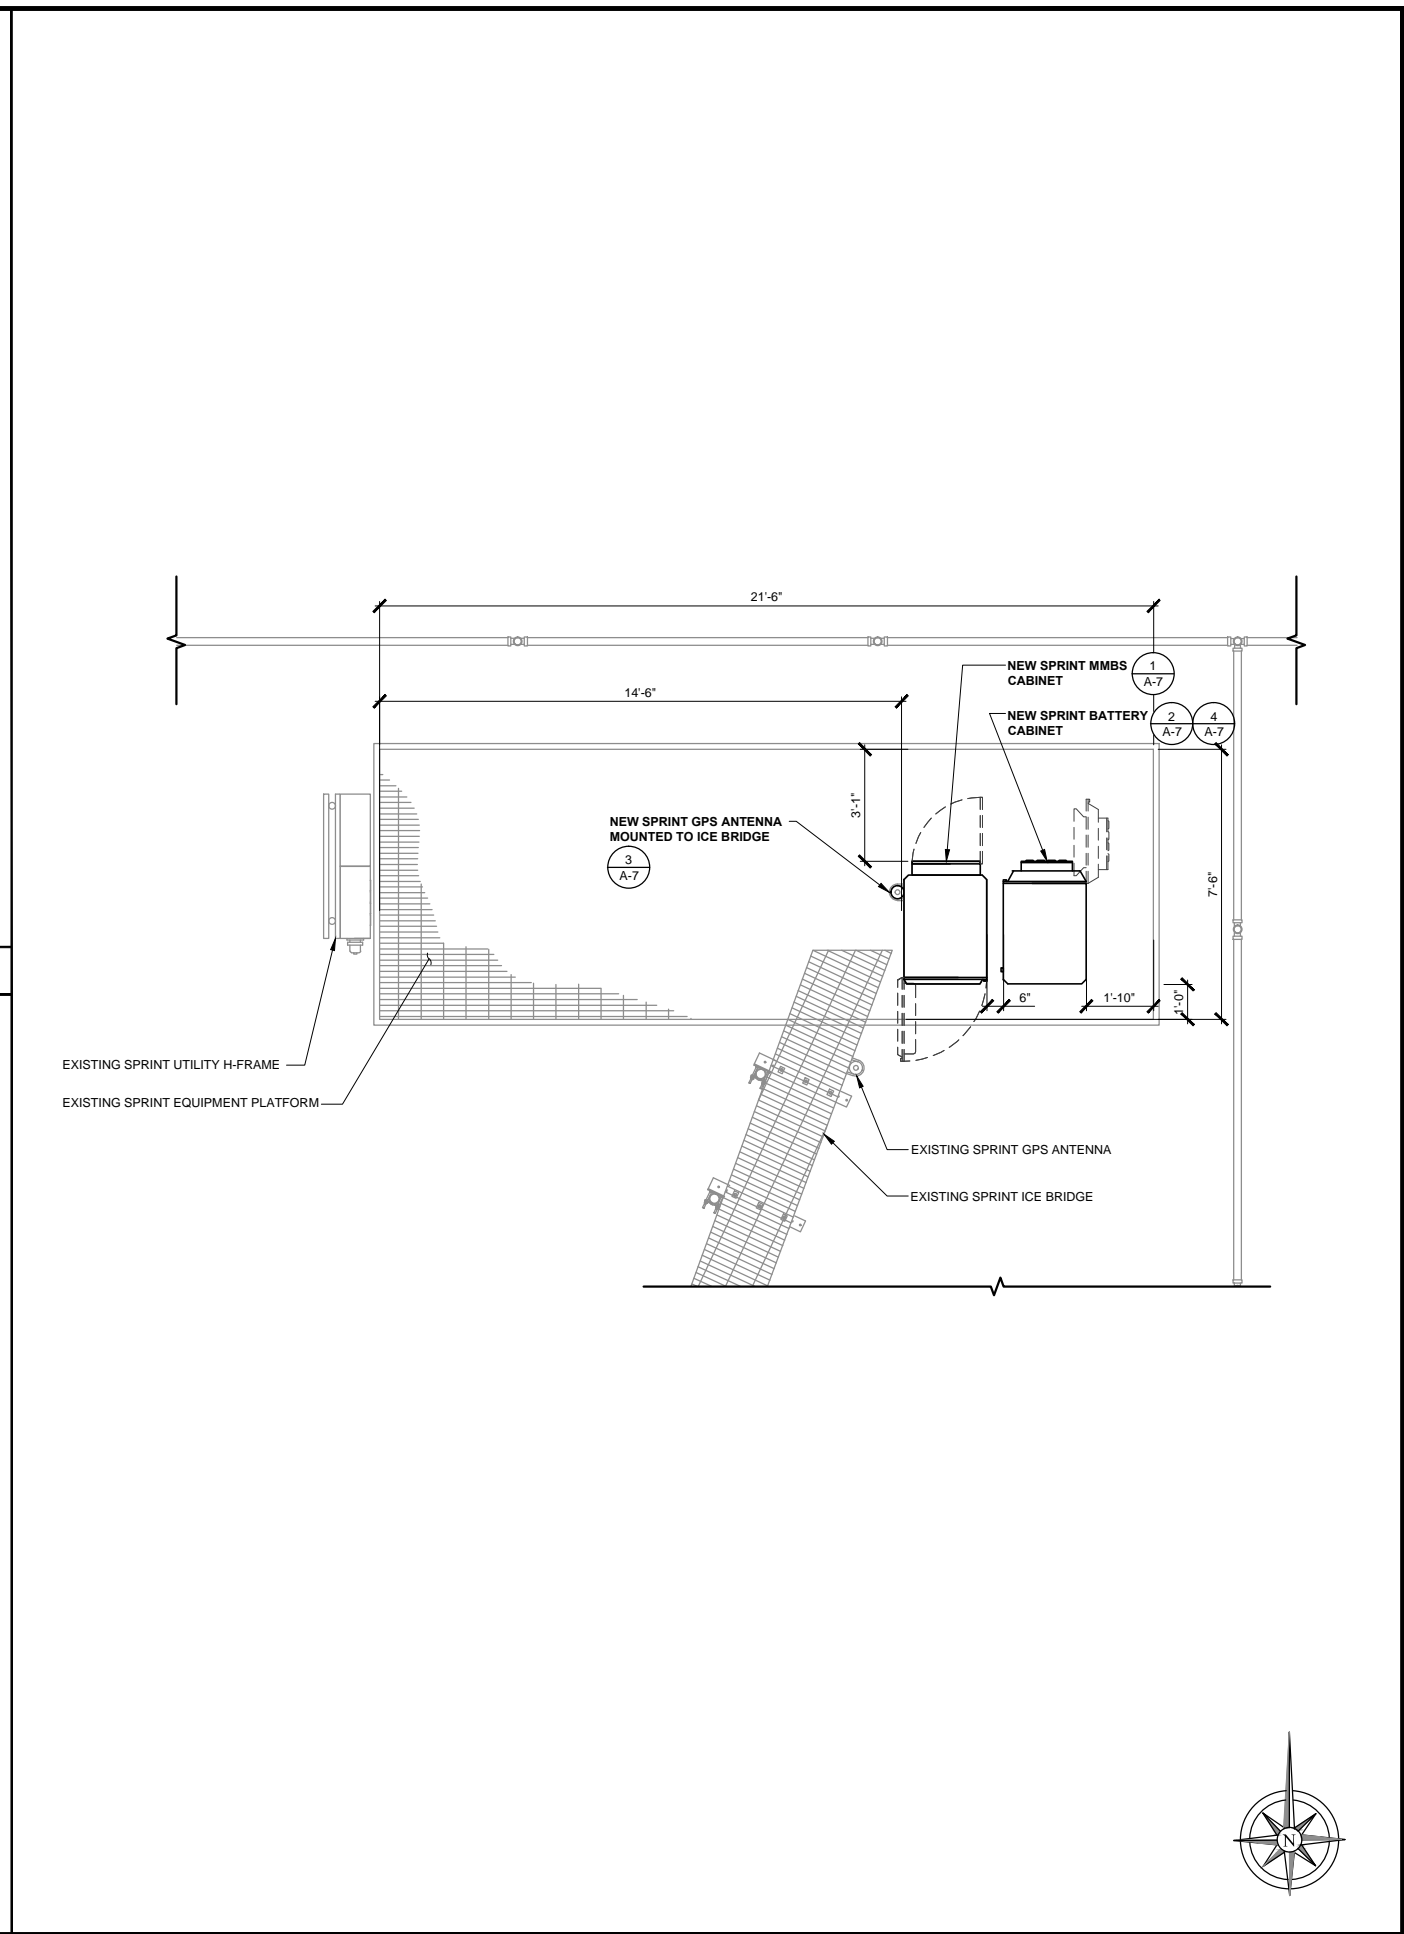 21'-6"
NEW SPRINT MMBS
CABINET
1
A-7
14'-6"
NEW SPRINT BATTERY
CABINET
2
A-7
4
A-7
3'-1"
NEW SPRINT GPS ANTENNA
MOUNTED TO ICE BRIDGE
3
A-7
7'-6"
6"
1'-10"
1'-0"
EXISTING SPRINT UTILITY H-FRAME
EXISTING SPRINT EQUIPMENT PLATFORM
EXISTING SPRINT GPS ANTENNA
EXISTING SPRINT ICE BRIDGE
N